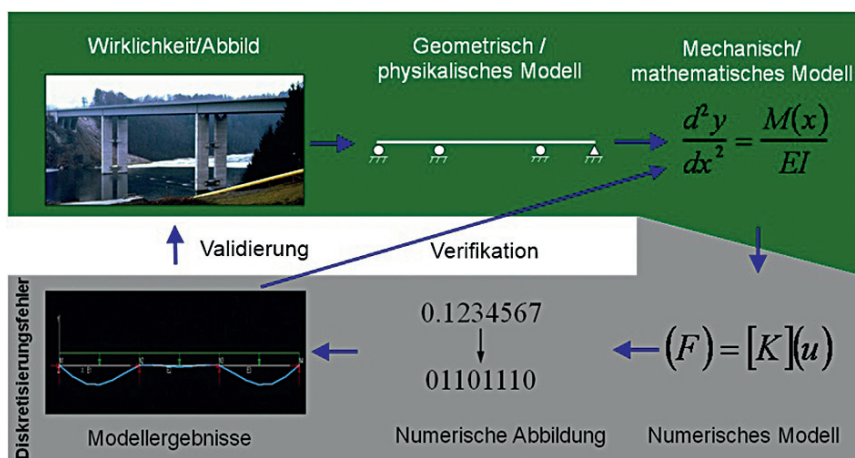 Wirklichkeit/Abbild
Geometrisch /
physikalisches Modell
Mechanisch/
mathematisches Modell
d²y/dx² = M(x)/EI
Validierung
Verifikation
Diskretisierungsfehler
0.1234567
01101110
(F) = [K](u)
Modellergebnisse
Numerische Abbildung
Numerisches Modell